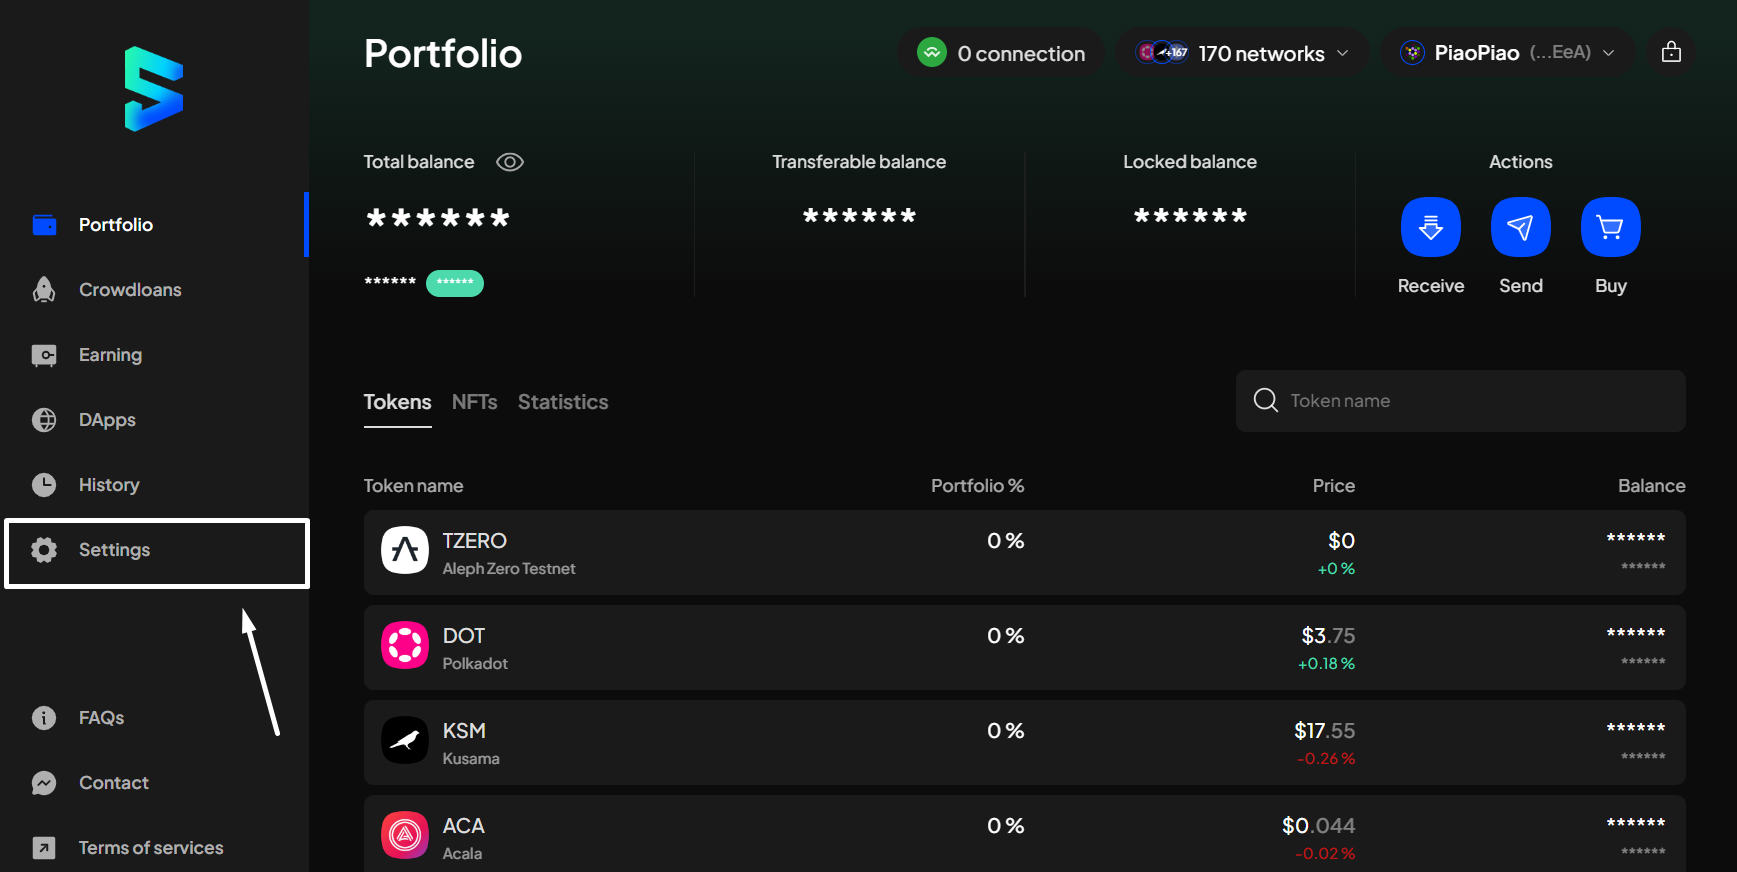 Portfolio
0 connection
+167
170 networks
PiaoPiao (...EeA)
Portfolio
Crowdloans
Earning
DApps
History
Settings
FAQs
Contact
Terms of services
Total balance
******
****** ******
Transferable balance
******
Locked balance
******
Actions
Receive
Send
Buy
Tokens NFTs Statistics
Token name
Token name Portfolio % Price Balance
TZERO 0 % $0 ******
Aleph Zero Testnet +0 % ******
DOT 0 % $3.75 ******
Polkadot +0.18 % ******
KSM 0 % $17.55 ******
Kusama -0.26 % ******
ACA 0 % $0.044 ******
Acala -0.02 % ******